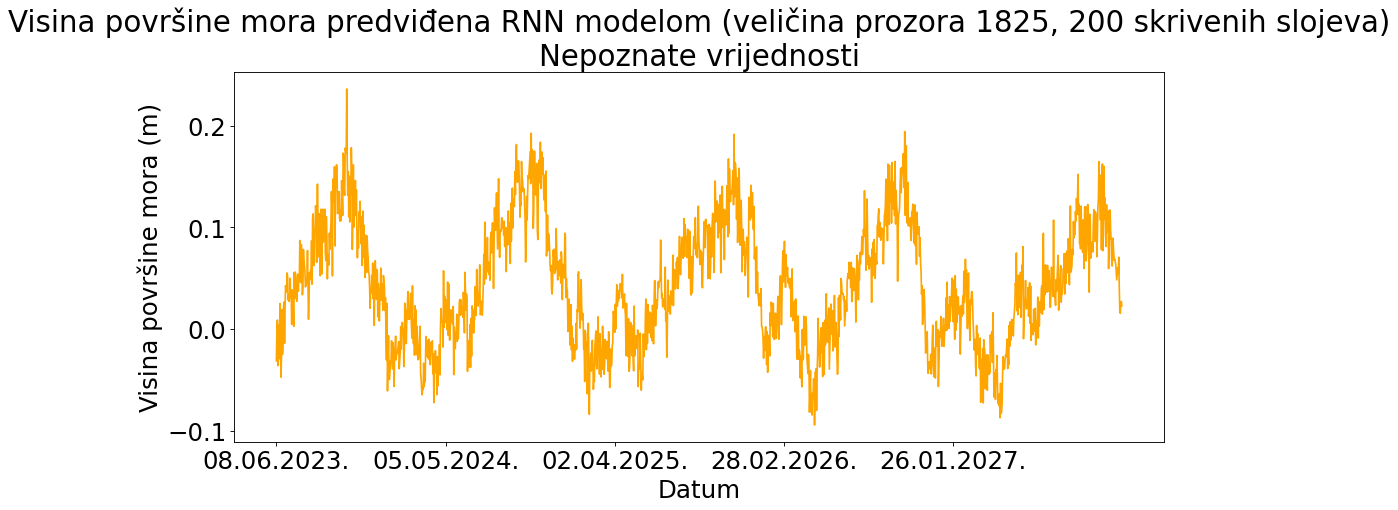 Visina površine mora predviđena RNN modelom (veličina prozora 1825, 200 skrivenih slojeva)
Nepoznate vrijednosti
Visina površine mora (m)
0.2
0.1
0.0
−0.1
08.06.2023. 05.05.2024. 02.04.2025. 28.02.2026. 26.01.2027.
Datum